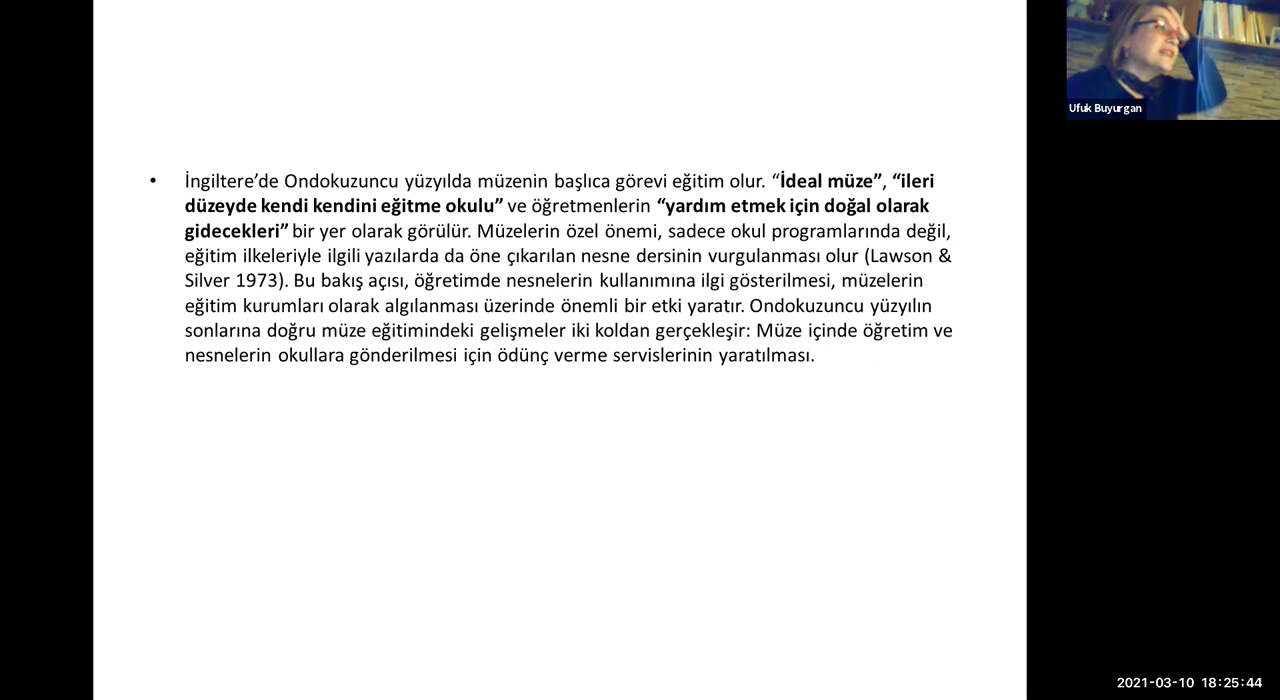 Ufuk Buyurgan
• İngiltere’de Ondokuzuncu yüzyılda müzenin başlıca görevi eğitim olur. “İdeal müze”, “ileri
düzeyde kendi kendini eğitme okulu” ve öğretmenlerin “yardım etmek için doğal olarak
gidecekleri” bir yer olarak görülür. Müzelerin özel önemi, sadece okul programlarında değil,
eğitim ilkeleriyle ilgili yazılarda da öne çıkarılan nesne dersinin vurgulanması olur (Lawson &
Silver 1973). Bu bakış açısı, öğretimde nesnelerin kullanımına ilgi gösterilmesi, müzelerin
eğitim kurumları olarak algılanması üzerinde önemli bir etki yaratır. Ondokuzuncu yüzyılın
sonlarına doğru müze eğitimindeki gelişmeler iki koldan gerçekleşir: Müze içinde öğretim ve
nesnelerin okullara gönderilmesi için ödünç verme servislerinin yaratılması.
2021-03-10 18:25:44